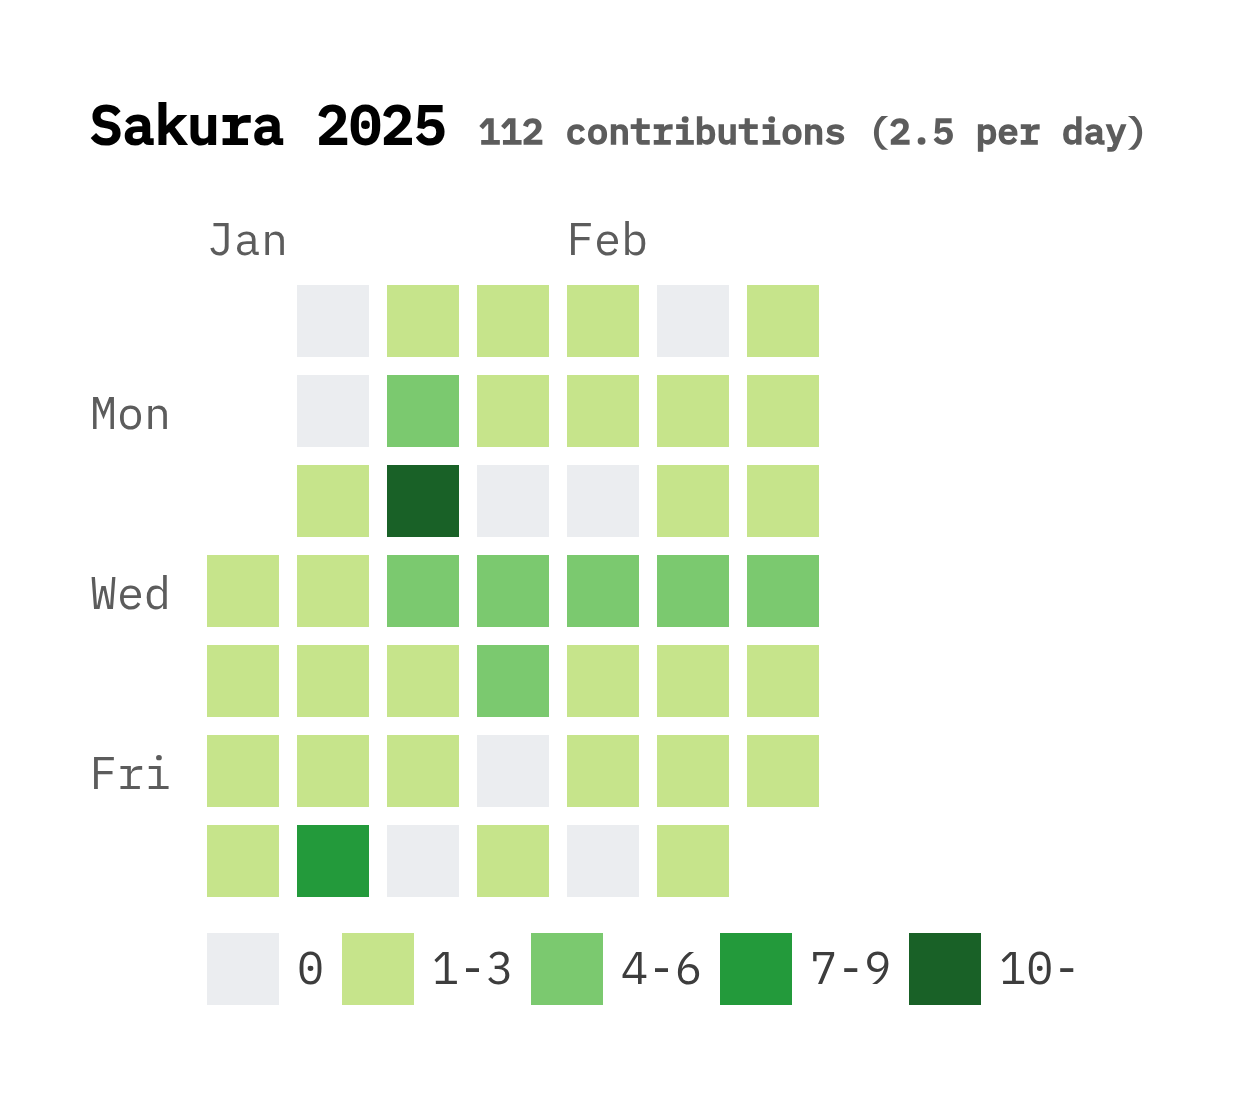 Sakura 2025 112 contributions (2.5 per day)
Jan Feb
Mon
Wed
Fri
0 1-3 4-6 7-9 10-